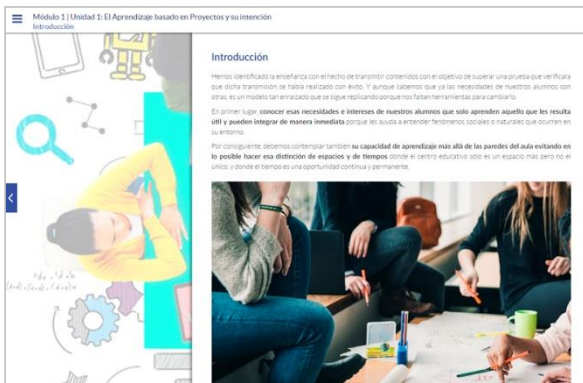 Módulo 1 | Unidad 1: El Aprendizaje basado en Proyectos y su intención
Introducción
Introducción
Hemos identificado la enseñanza con el hecho de transmitir contenidos con el objetivo de superar una prueba que verificara
que dicha transmisión se había realizado con éxito. Y aunque sabemos que ya las necesidades de nuestros alumnos son
otras, es un modelo tan enraizado que se sigue replicando porque nos faltan herramientas para cambiarlo.
En primer lugar, conocer esas necesidades e intereses de nuestros alumnos que solo aprenden aquello que les resulta
útil y pueden integrar de manera inmediata porque les ayuda a entender fenómenos sociales o naturales que ocurren en
su entorno.
Por consiguiente, debemos contemplar también su capacidad de aprendizaje más allá de las paredes del aula evitando en
lo posible hacer esa distinción de espacios y de tiempos donde el centro educativo sólo es un espacio más pero no el
único, y donde el tiempo es una oportunidad continua y permanente.